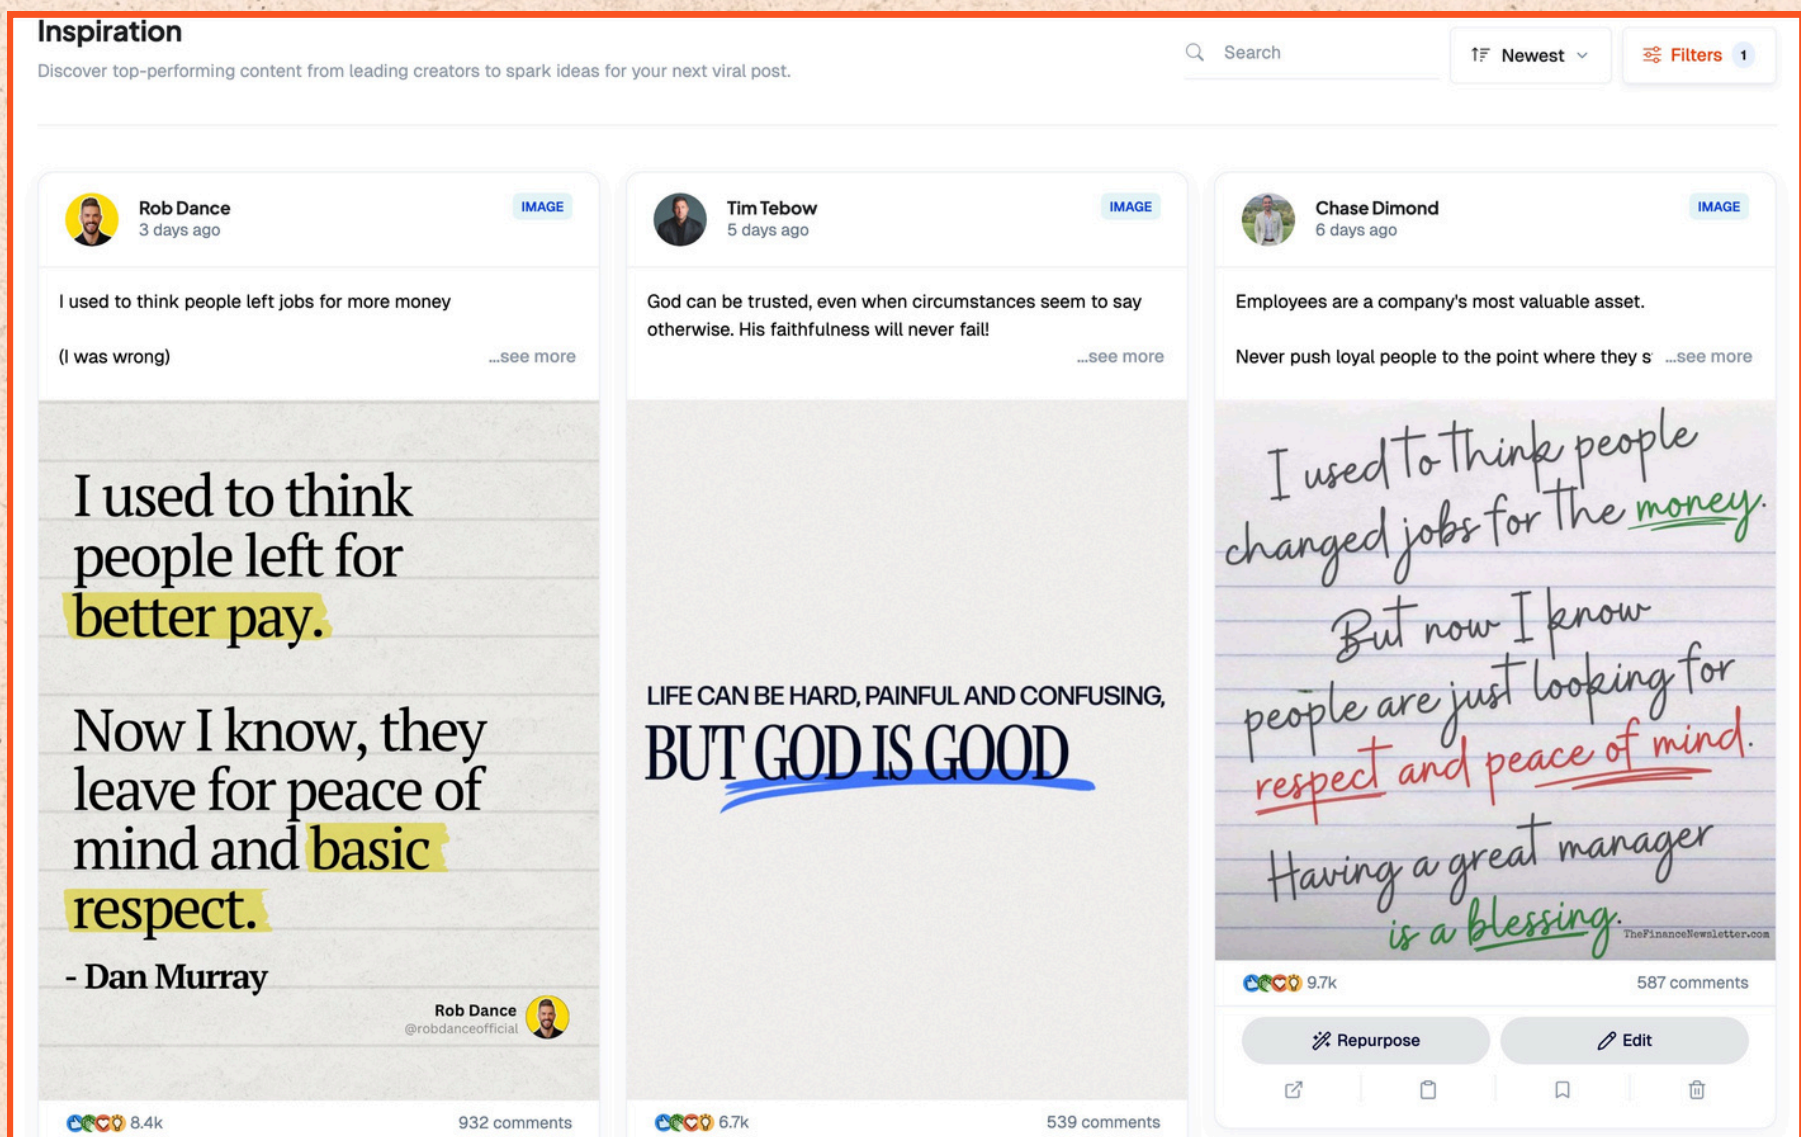 Inspiration
Discover top-performing content from leading creators to spark ideas for your next viral post.
Search
Newest
Filters 1
Rob Dance
3 days ago
IMAGE
I used to think people left jobs for more money
(I was wrong)
...see more
I used to think
people left for
better pay.
Now I know, they
leave for peace of
mind and basic
respect.
- Dan Murray
Rob Dance
@robdanceofficial
8.4k
932 comments
Tim Tebow
5 days ago
IMAGE
God can be trusted, even when circumstances seem to say
otherwise. His faithfulness will never fail!
...see more
LIFE CAN BE HARD, PAINFUL AND CONFUSING,
BUT GOD IS GOOD
6.7k
539 comments
Chase Dimond
6 days ago
IMAGE
Employees are a company's most valuable asset.
Never push loyal people to the point where they s ...see more
I used to think people
changed jobs for the money.
But now I know
people are just looking for
respect and peace of mind.
Having a great manager
is a blessing.
TheFinanceNewsletter.com
9.7k
587 comments
Repurpose
Edit